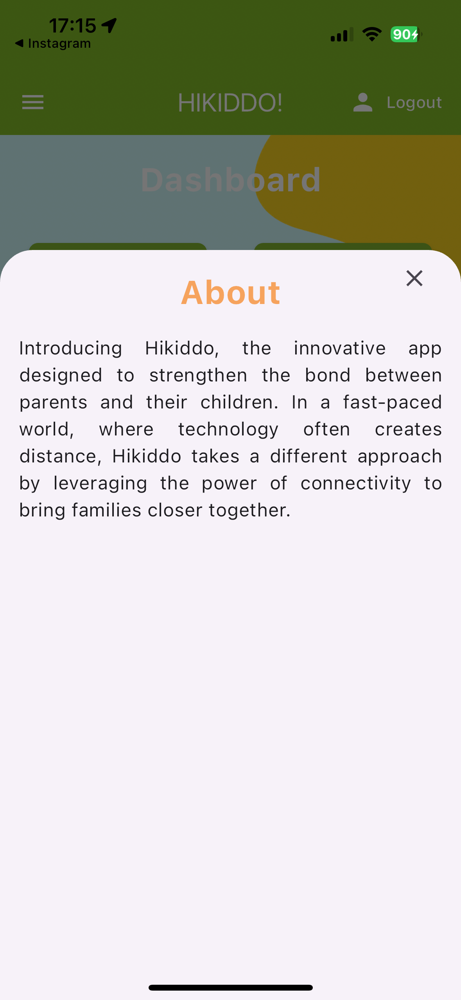 17:15
Instagram
90
HIKIDDO!
Logout
Dashboard
About
Introducing Hikiddo, the innovative app
designed to strengthen the bond between
parents and their children. In a fast-paced
world, where technology often creates
distance, Hikiddo takes a different approach
by leveraging the power of connectivity to
bring families closer together.